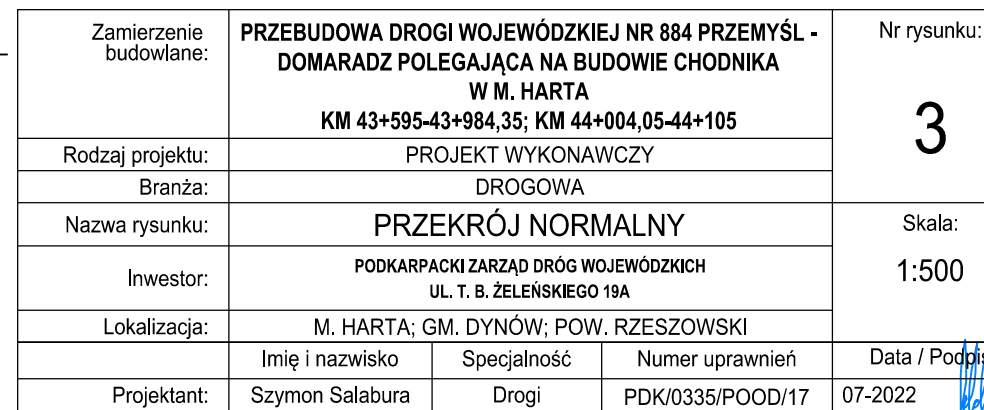 Zamierzenie budowlane:
PRZEBUDOWA DROGI WOJEWÓDZKIEJ NR 884 PRZEMYŚL -
DOMARADZ POLEGAJĄCA NA BUDOWIE CHODNIKA
W M. HARTA
KM 43+595-43+984,35; KM 44+004,05-44+105
Nr rysunku:
3
Rodzaj projektu: PROJEKT WYKONAWCZY
Branża: DROGOWA
Nazwa rysunku: PRZEKRÓJ NORMALNY
Skala:
1:500
Inwestor:
PODKARPACKI ZARZĄD DRÓG WOJEWÓDZKICH
UL. T. B. ŻELEŃSKIEGO 19A
Lokalizacja: M. HARTA; GM. DYNÓW; POW. RZESZOWSKI
Imię i nazwisko Specjalność Numer uprawnień Data / Podpis
Projektant: Szymon Salabura Drogi PDK/0335/POOD/17 07-2022